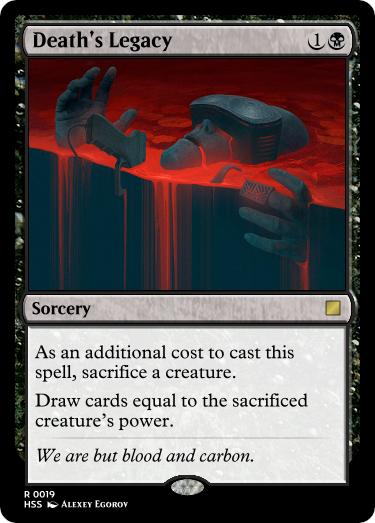 Death's Legacy
1
Sorcery
As an additional cost to cast this
spell, sacrifice a creature.
Draw cards equal to the sacrificed
creature's power.
We are but blood and carbon.
R 0019
HSS Alexey Egorov